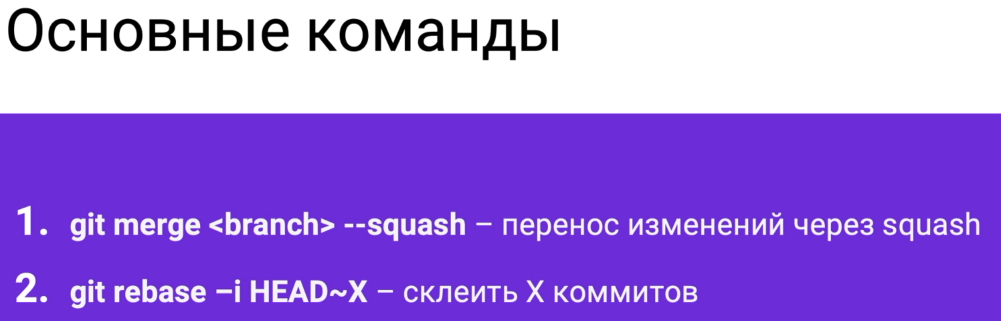 Основные команды
1. git merge <branch> --squash – перенос изменений через squash
2. git rebase –i HEAD~X – склеить X коммитов